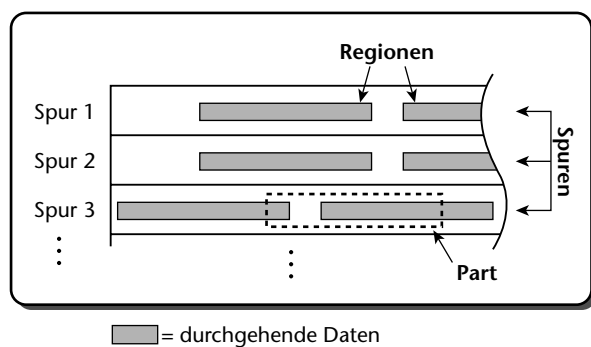 Regionen
Spur 1
Spur 2
Spur 3
Spuren
Part
= durchgehende Daten